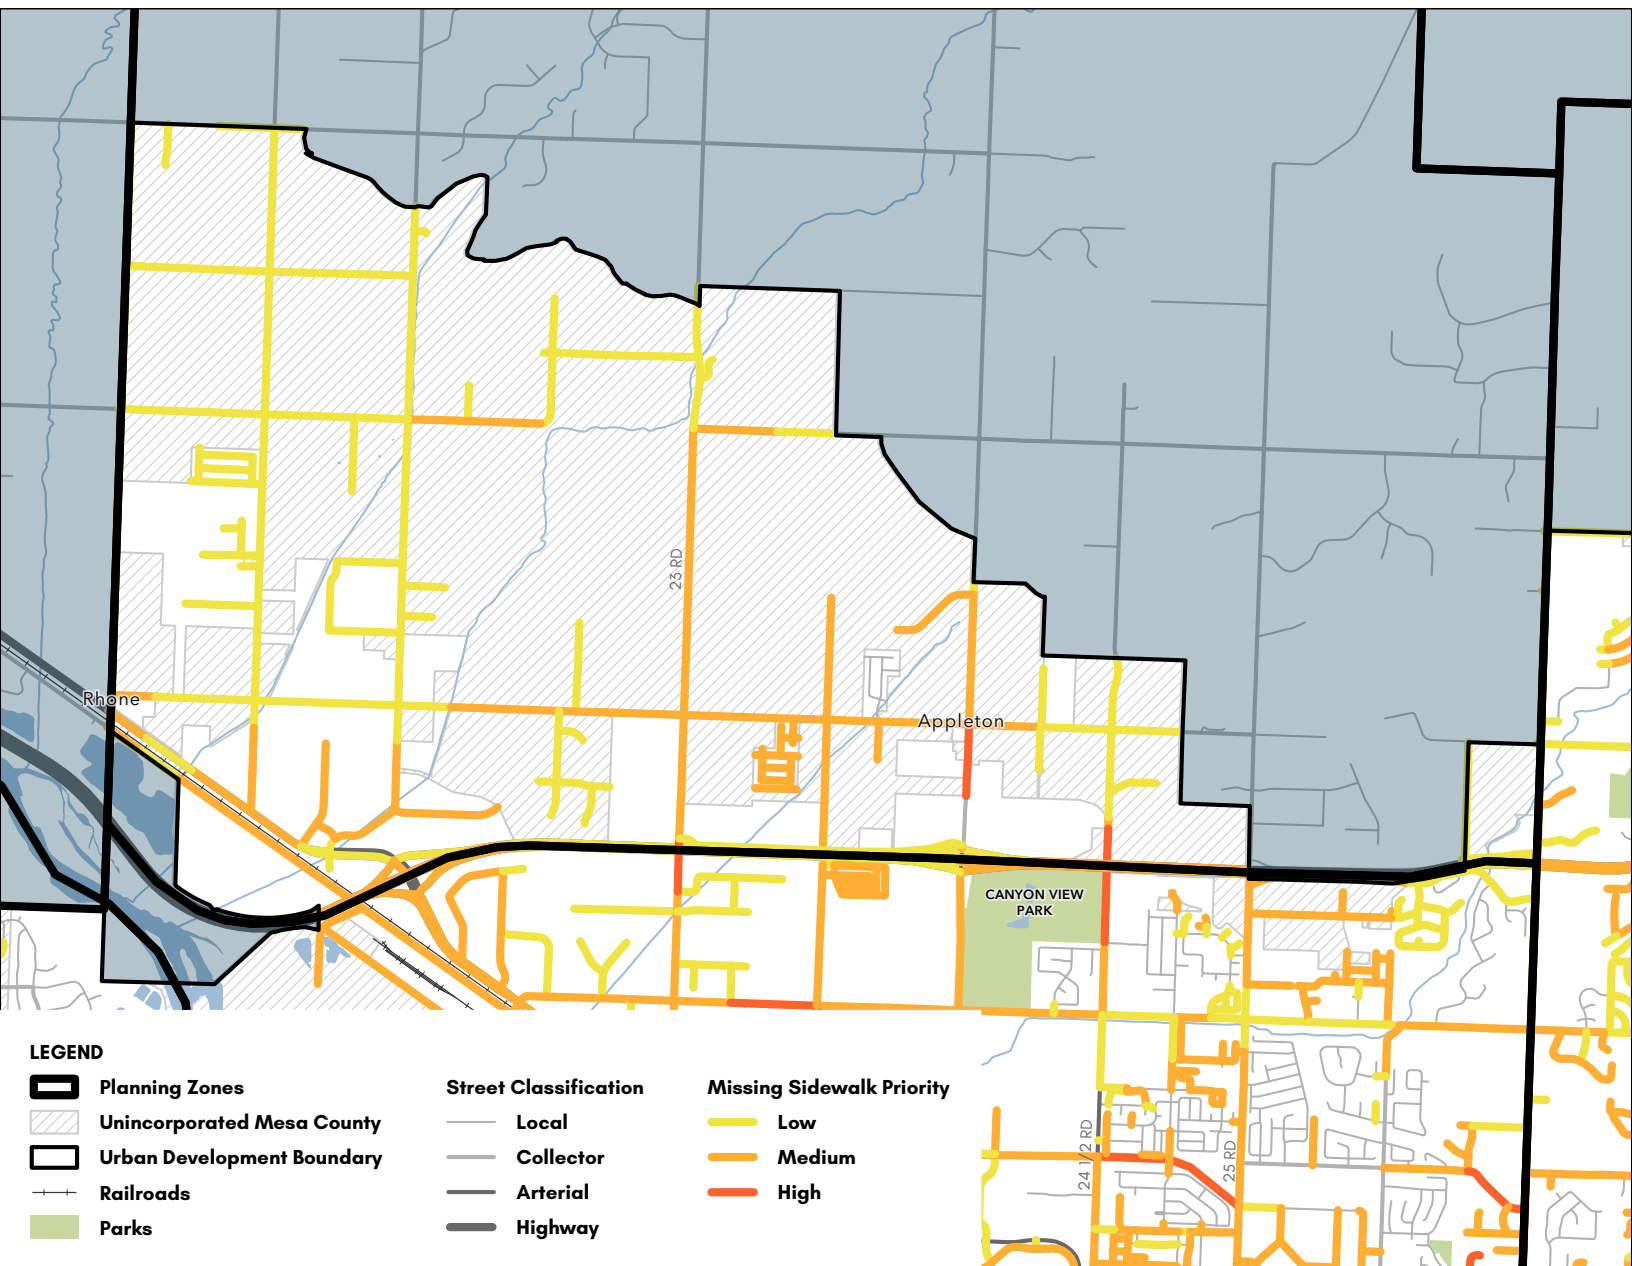 23 RD
Rhone
Appleton
CANYON VIEW
PARK
24 1/2 RD
25 RD
LEGEND
Planning Zones
Unincorporated Mesa County
Urban Development Boundary
Railroads
Parks
Street Classification
Local
Collector
Arterial
Highway
Missing Sidewalk Priority
Low
Medium
High